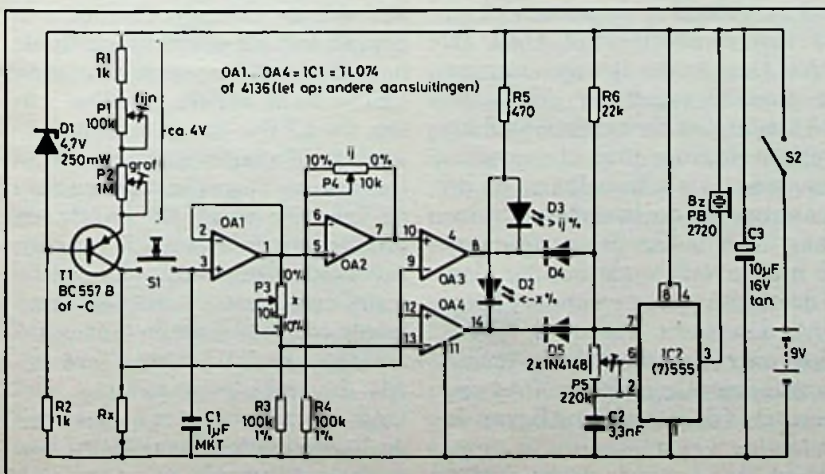 R1
1k
OA1...OA4 = IC1 = TL074
of 4136 (let op: andere aansluitingen)
P1
100k
fijn
ca. 4V
D1
4,7V
250mW
P2
1M
grof
R5
470
R6
22k
S2
Bz
PB
2720
10%
ij
0%
P4
10k
D3
> ij %
OA1
2
3
1
6
5
7
OA2
10
9
4
8
OA3
D4
D2
< -x %
C3
10µF
16V
tan.
T1
BC 557 B
of -C
S1
0%
P3
10k
x
10%
OA4
12
13
14
11
D5
2x1N4148
8
4
7
6
2
3
1
IC2
(7)555
9V
P5
220k
R2
1k
Rx
C1
1µF
MKT
R3
100k
1%
R4
100k
1%
C2
3,3nF